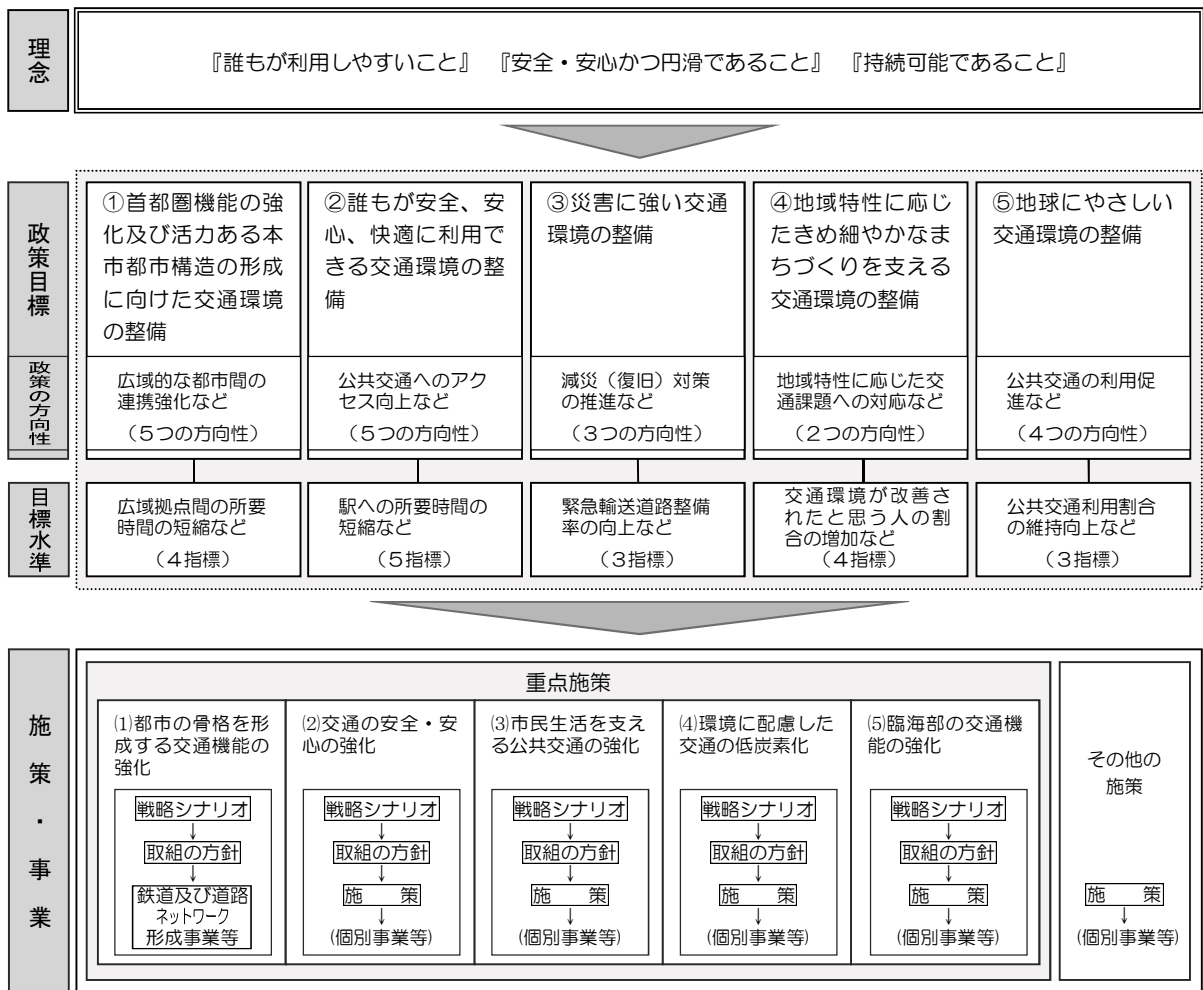 理念
『誰もが利用しやすいこと』 『安全・安心かつ円滑であること』 『持続可能であること』
政策目標
①首都圏機能の強
化及び活力ある本
市都市構造の形成
に向けた交通環境
の整備
②誰もが安全、安
心、快適に利用で
きる交通環境の整
備
③災害に強い交通
環境の整備
④地域特性に応じ
たきめ細やかなま
ちづくりを支える
交通環境の整備
⑤地球にやさしい
交通環境の整備
政策の方向性
広域的な都市間の
連携強化など
(5つの方向性)
公共交通へのアク
セス向上など
(5つの方向性)
減災(復旧)対策
の推進など
(3つの方向性)
地域特性に応じた交
通課題への対応など
(2つの方向性)
公共交通の利用促
進など
(4つの方向性)
目標水準
広域拠点間の所要
時間の短縮など
(4指標)
駅への所要時間の
短縮など
(5指標)
緊急輸送道路整備
率の向上など
(3指標)
交通環境が改善さ
れたと思う人の割
合の増加など
(4指標)
公共交通利用割合
の維持向上など
(3指標)
施策・事業
重点施策
⑴都市の骨格を形
成する交通機能の
強化
戦略シナリオ
↓
取組の方針
↓
鉄道及び道路
ネットワーク
形成事業等
⑵交通の安全・安
心の強化
戦略シナリオ
↓
取組の方針
↓
施 策
↓
(個別事業等)
⑶市民生活を支え
る公共交通の強化
戦略シナリオ
↓
取組の方針
↓
施 策
↓
(個別事業等)
⑷環境に配慮した
交通の低炭素化
戦略シナリオ
↓
取組の方針
↓
施 策
↓
(個別事業等)
⑸臨海部の交通機
能の強化
戦略シナリオ
↓
取組の方針
↓
施 策
↓
(個別事業等)
その他の
施策
施 策
↓
(個別事業等)